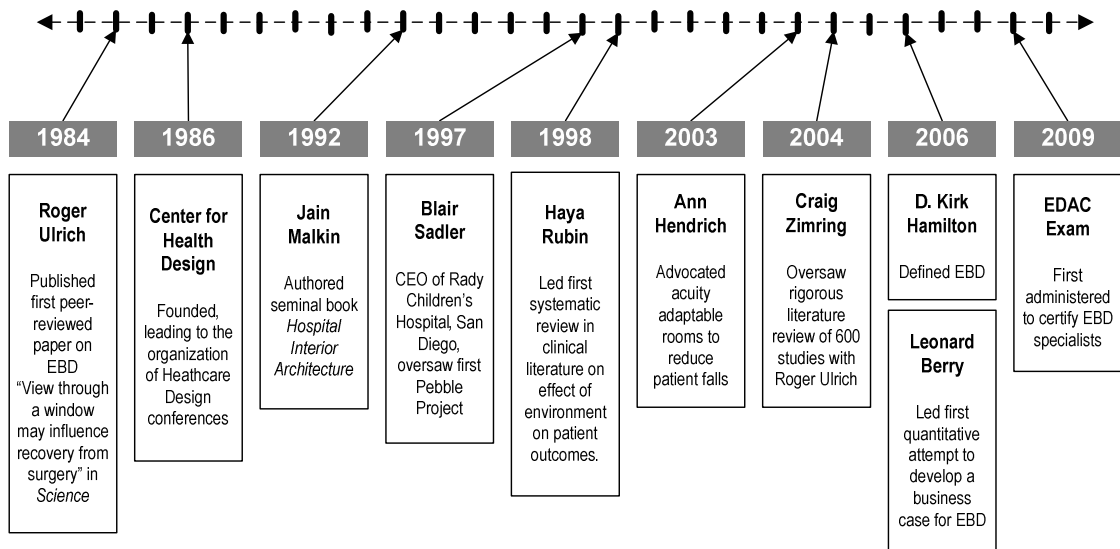 1984
1986
1992
1997
1998
2003
2004
2006
2009
Roger
Ulrich
Published
first peer-
reviewed
paper on
EBD
“View through
a window
may influence
recovery from
surgery” in
Science
Center for
Health
Design
Founded,
leading to the
organization
of Heathcare
Design
conferences
Jain
Malkin
Authored
seminal book
Hospital
Interior
Architecture
Blair
Sadler
CEO of Rady
Children’s
Hospital, San
Diego,
oversaw first
Pebble
Project
Haya
Rubin
Led first
systematic
review in
clinical
literature on
effect of
environment
on patient
outcomes.
Ann
Hendrich
Advocated
acuity
adaptable
rooms to
reduce
patient falls
Craig
Zimring
Oversaw
rigorous
literature
review of 600
studies with
Roger Ulrich
D. Kirk
Hamilton
Defined EBD
Leonard
Berry
Led first
quantitative
attempt to
develop a
business
case for EBD
EDAC
Exam
First
administered
to certify EBD
specialists